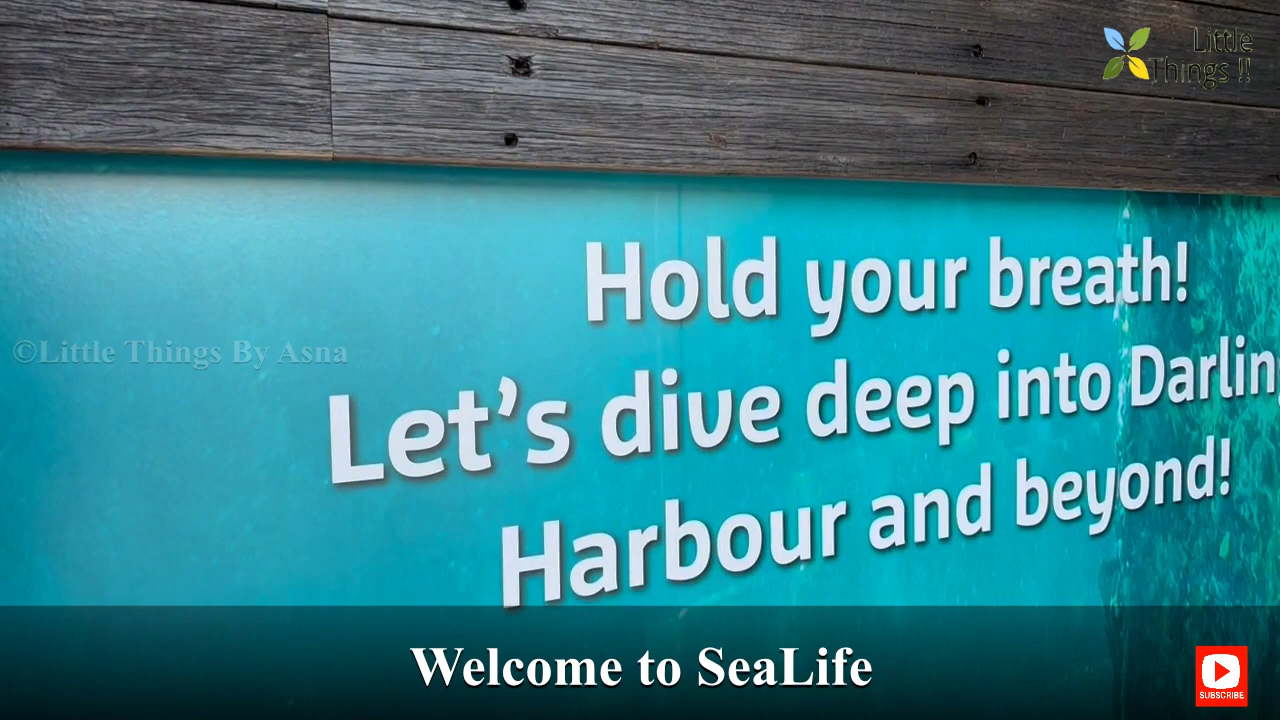 Little
Things !!
Hold your breath!
©Little Things By Asna
Let's dive deep into Darlin
Harbour and beyond!
Welcome to SeaLife
SUBSCRIBE